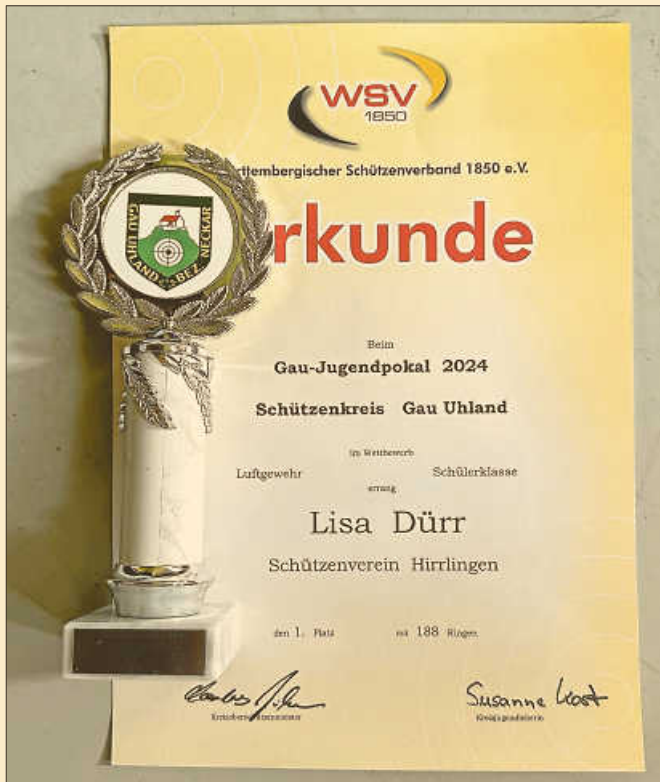 WSV
1850
rttembergischer Schützenverband 1850 e.V.
rkunde
GAU UHLAND BEZ. NECKAR
Beim
Gau-Jugendpokal 2024
Schützenkreis Gau Uhland
im Wettbewerb
Luftgewehr Schülerklasse
errang
Lisa Dürr
Schützenverein Hirrlingen
den 1. Platz mit 188 Ringen
Susanne Kost